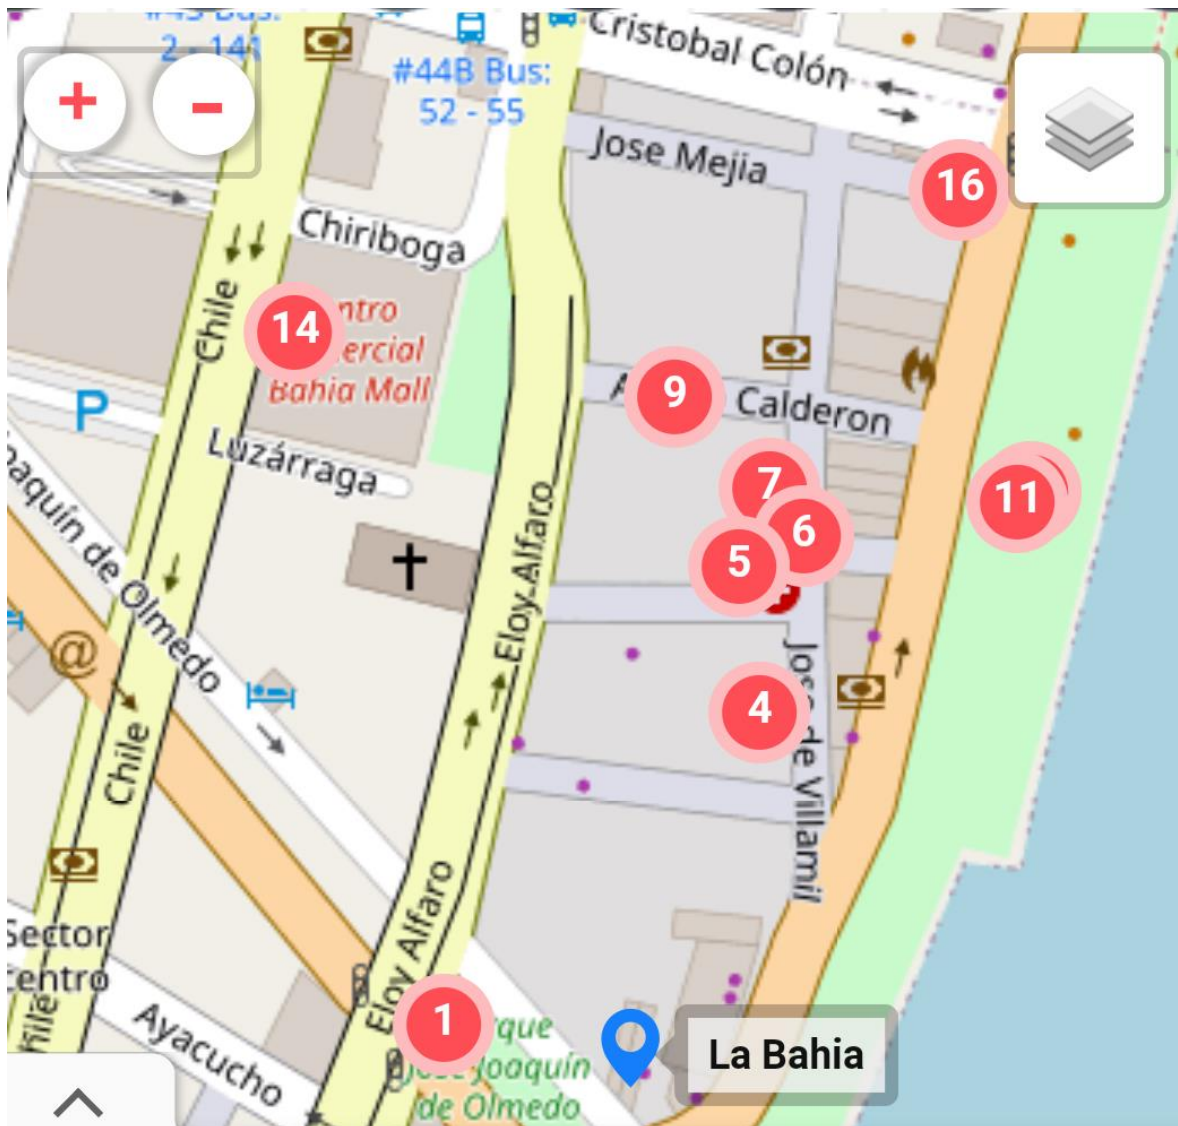 2 - 141
#44B Bus:
52 - 55
Cristobal Colón
+
-
Jose Mejia
16
Chiriboga
Chile
14
Bahia Mall
P
9
Calderon
Luzárraga
7
11
6
5
Eloy Alfaro
de Olmedo
@
4
Jose de Villamil
Chile
Eloy Alfaro
Sector
centro
1
Ayacucho
de Olmedo
La Bahia